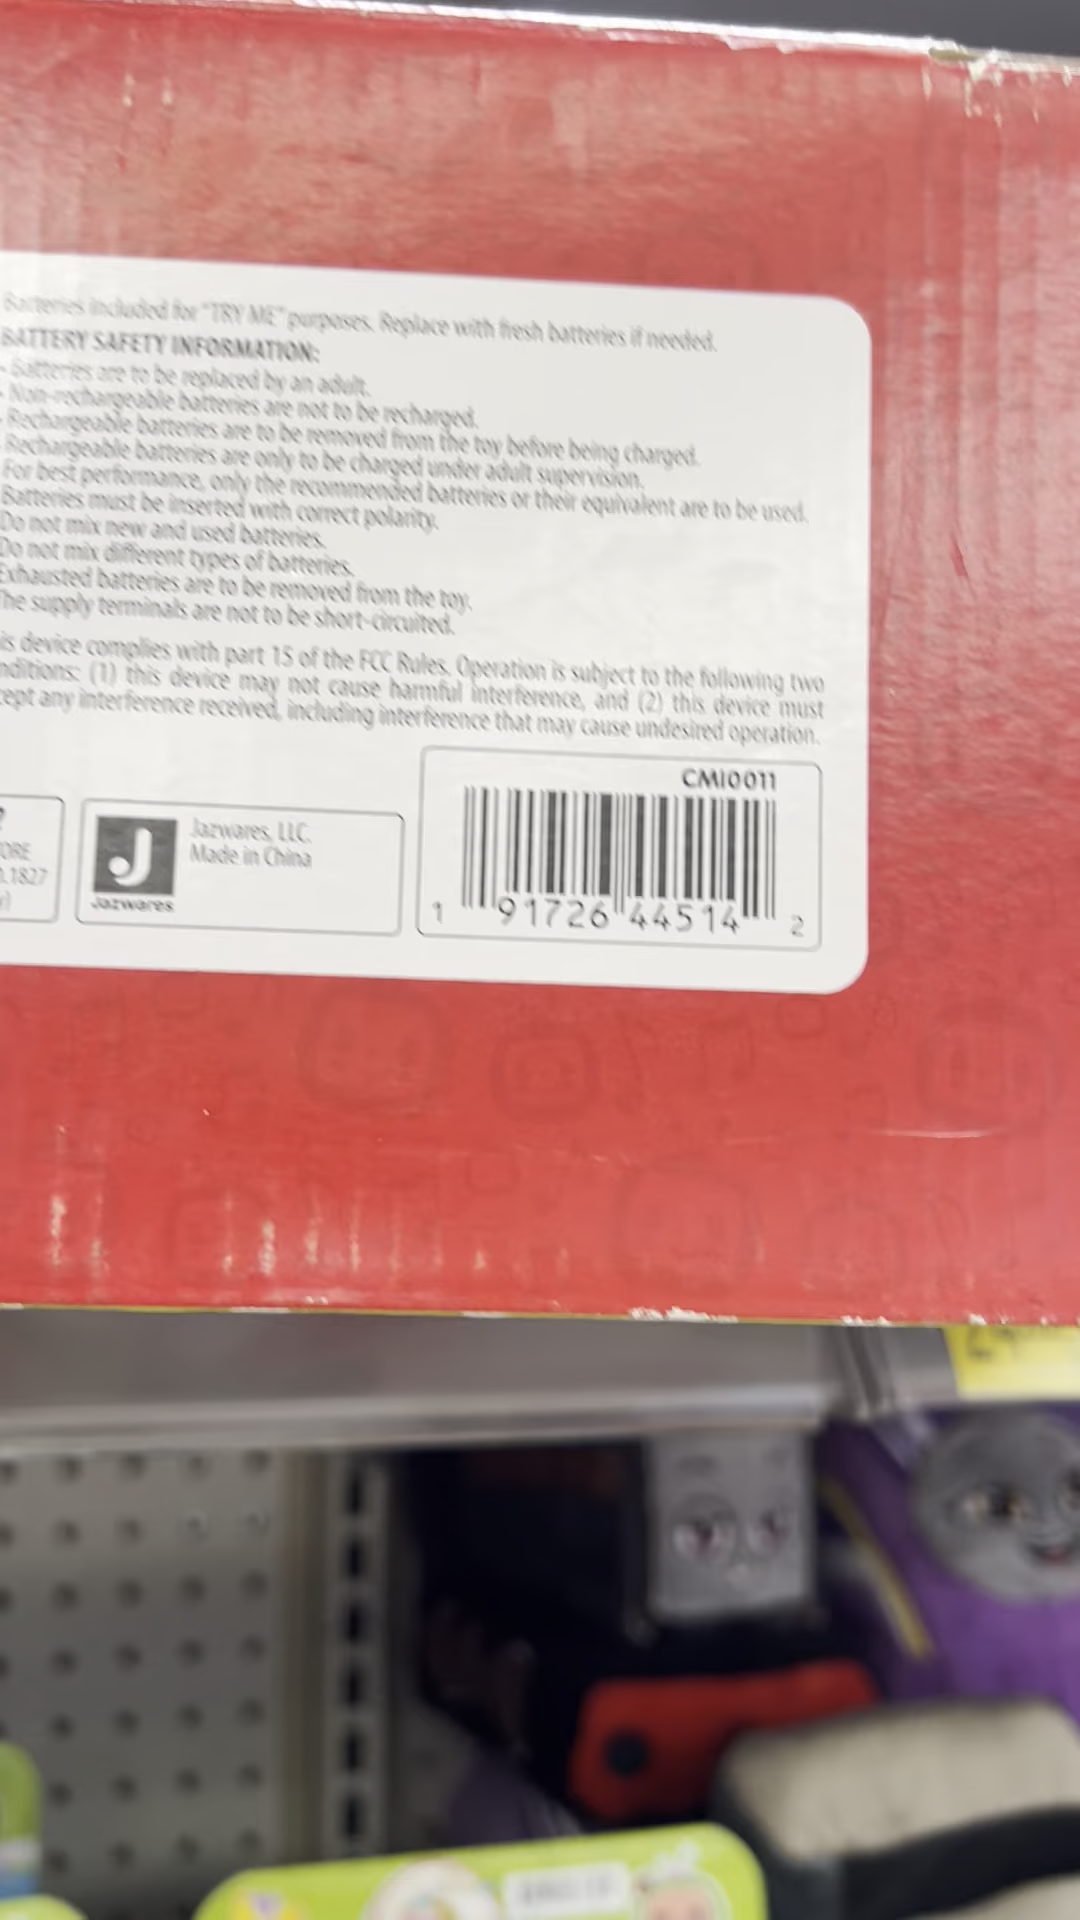 Batteries included for "TRY ME" purposes. Replace with fresh batteries if needed.
BATTERY SAFETY INFORMATION:
- Batteries are to be replaced by an adult.
- Non-rechargeable batteries are not to be recharged.
- Rechargeable batteries are to be removed from the toy before being charged.
Rechargeable batteries are only to be charged under adult supervision.
For best performance, only the recommended batteries or their equivalent are to be used.
Batteries must be inserted with correct polarity.
Do not mix new and used batteries.
Do not mix different types of batteries.
Exhausted batteries are to be removed from the toy.
The supply terminals are not to be short-circuited.
is device complies with part 15 of the FCC Rules. Operation is subject to the following two
nditions: (1) this device may not cause harmful interference, and (2) this device must
cept any interference received, including interference that may cause undesired operation.
?
ORE
.1827
J
Jazwares
Jazwares, LLC.
Made in China
CMI0011
1 91726 44514 2